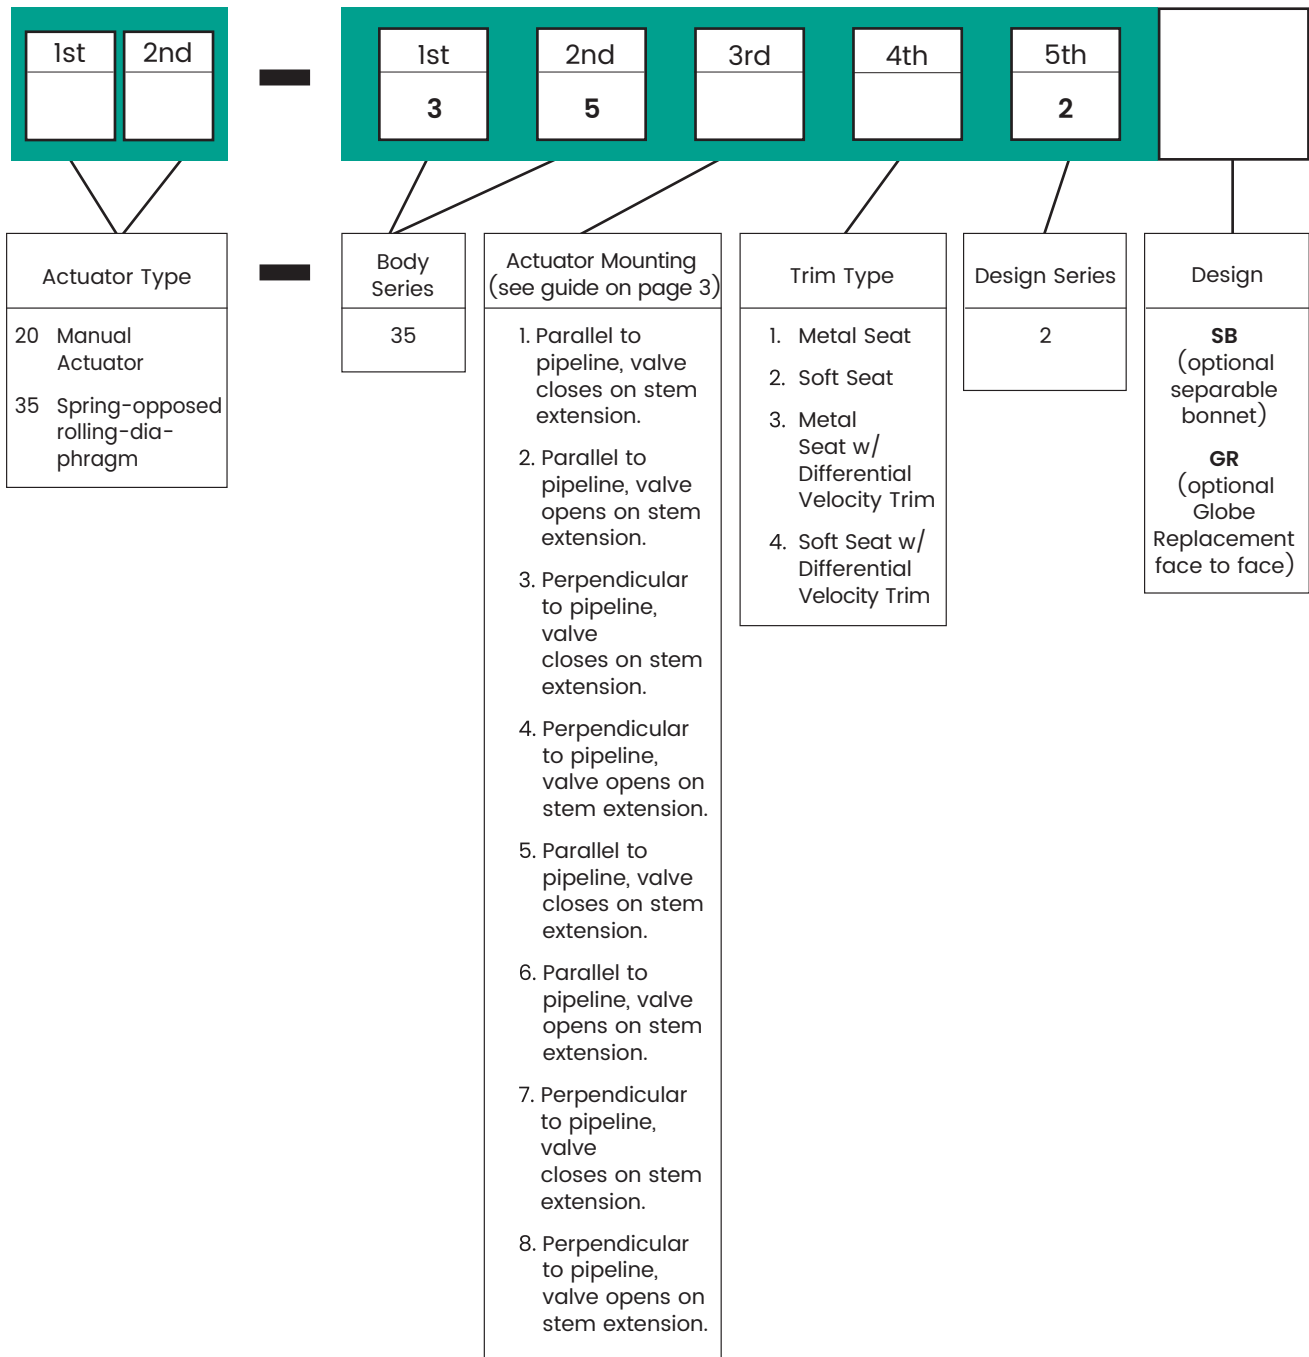 1st 2nd
1st 2nd 3rd 4th 5th
3 5 2
Actuator Type
20 Manual
Actuator
35 Spring-opposed
rolling-dia-
phragm
Body
Series
35
Actuator Mounting
(see guide on page 3)
1. Parallel to
pipeline, valve
closes on stem
extension.
2. Parallel to
pipeline, valve
opens on stem
extension.
3. Perpendicular
to pipeline,
valve
closes on stem
extension.
4. Perpendicular
to pipeline,
valve opens on
stem extension.
5. Parallel to
pipeline, valve
closes on stem
extension.
6. Parallel to
pipeline, valve
opens on stem
extension.
7. Perpendicular
to pipeline,
valve
closes on stem
extension.
8. Perpendicular
to pipeline,
valve opens on
stem extension.
Trim Type
1. Metal Seat
2. Soft Seat
3. Metal
Seat w/
Differential
Velocity Trim
4. Soft Seat w/
Differential
Velocity Trim
Design Series
2
Design
SB
(optional
separable
bonnet)
GR
(optional
Globe
Replacement
face to face)